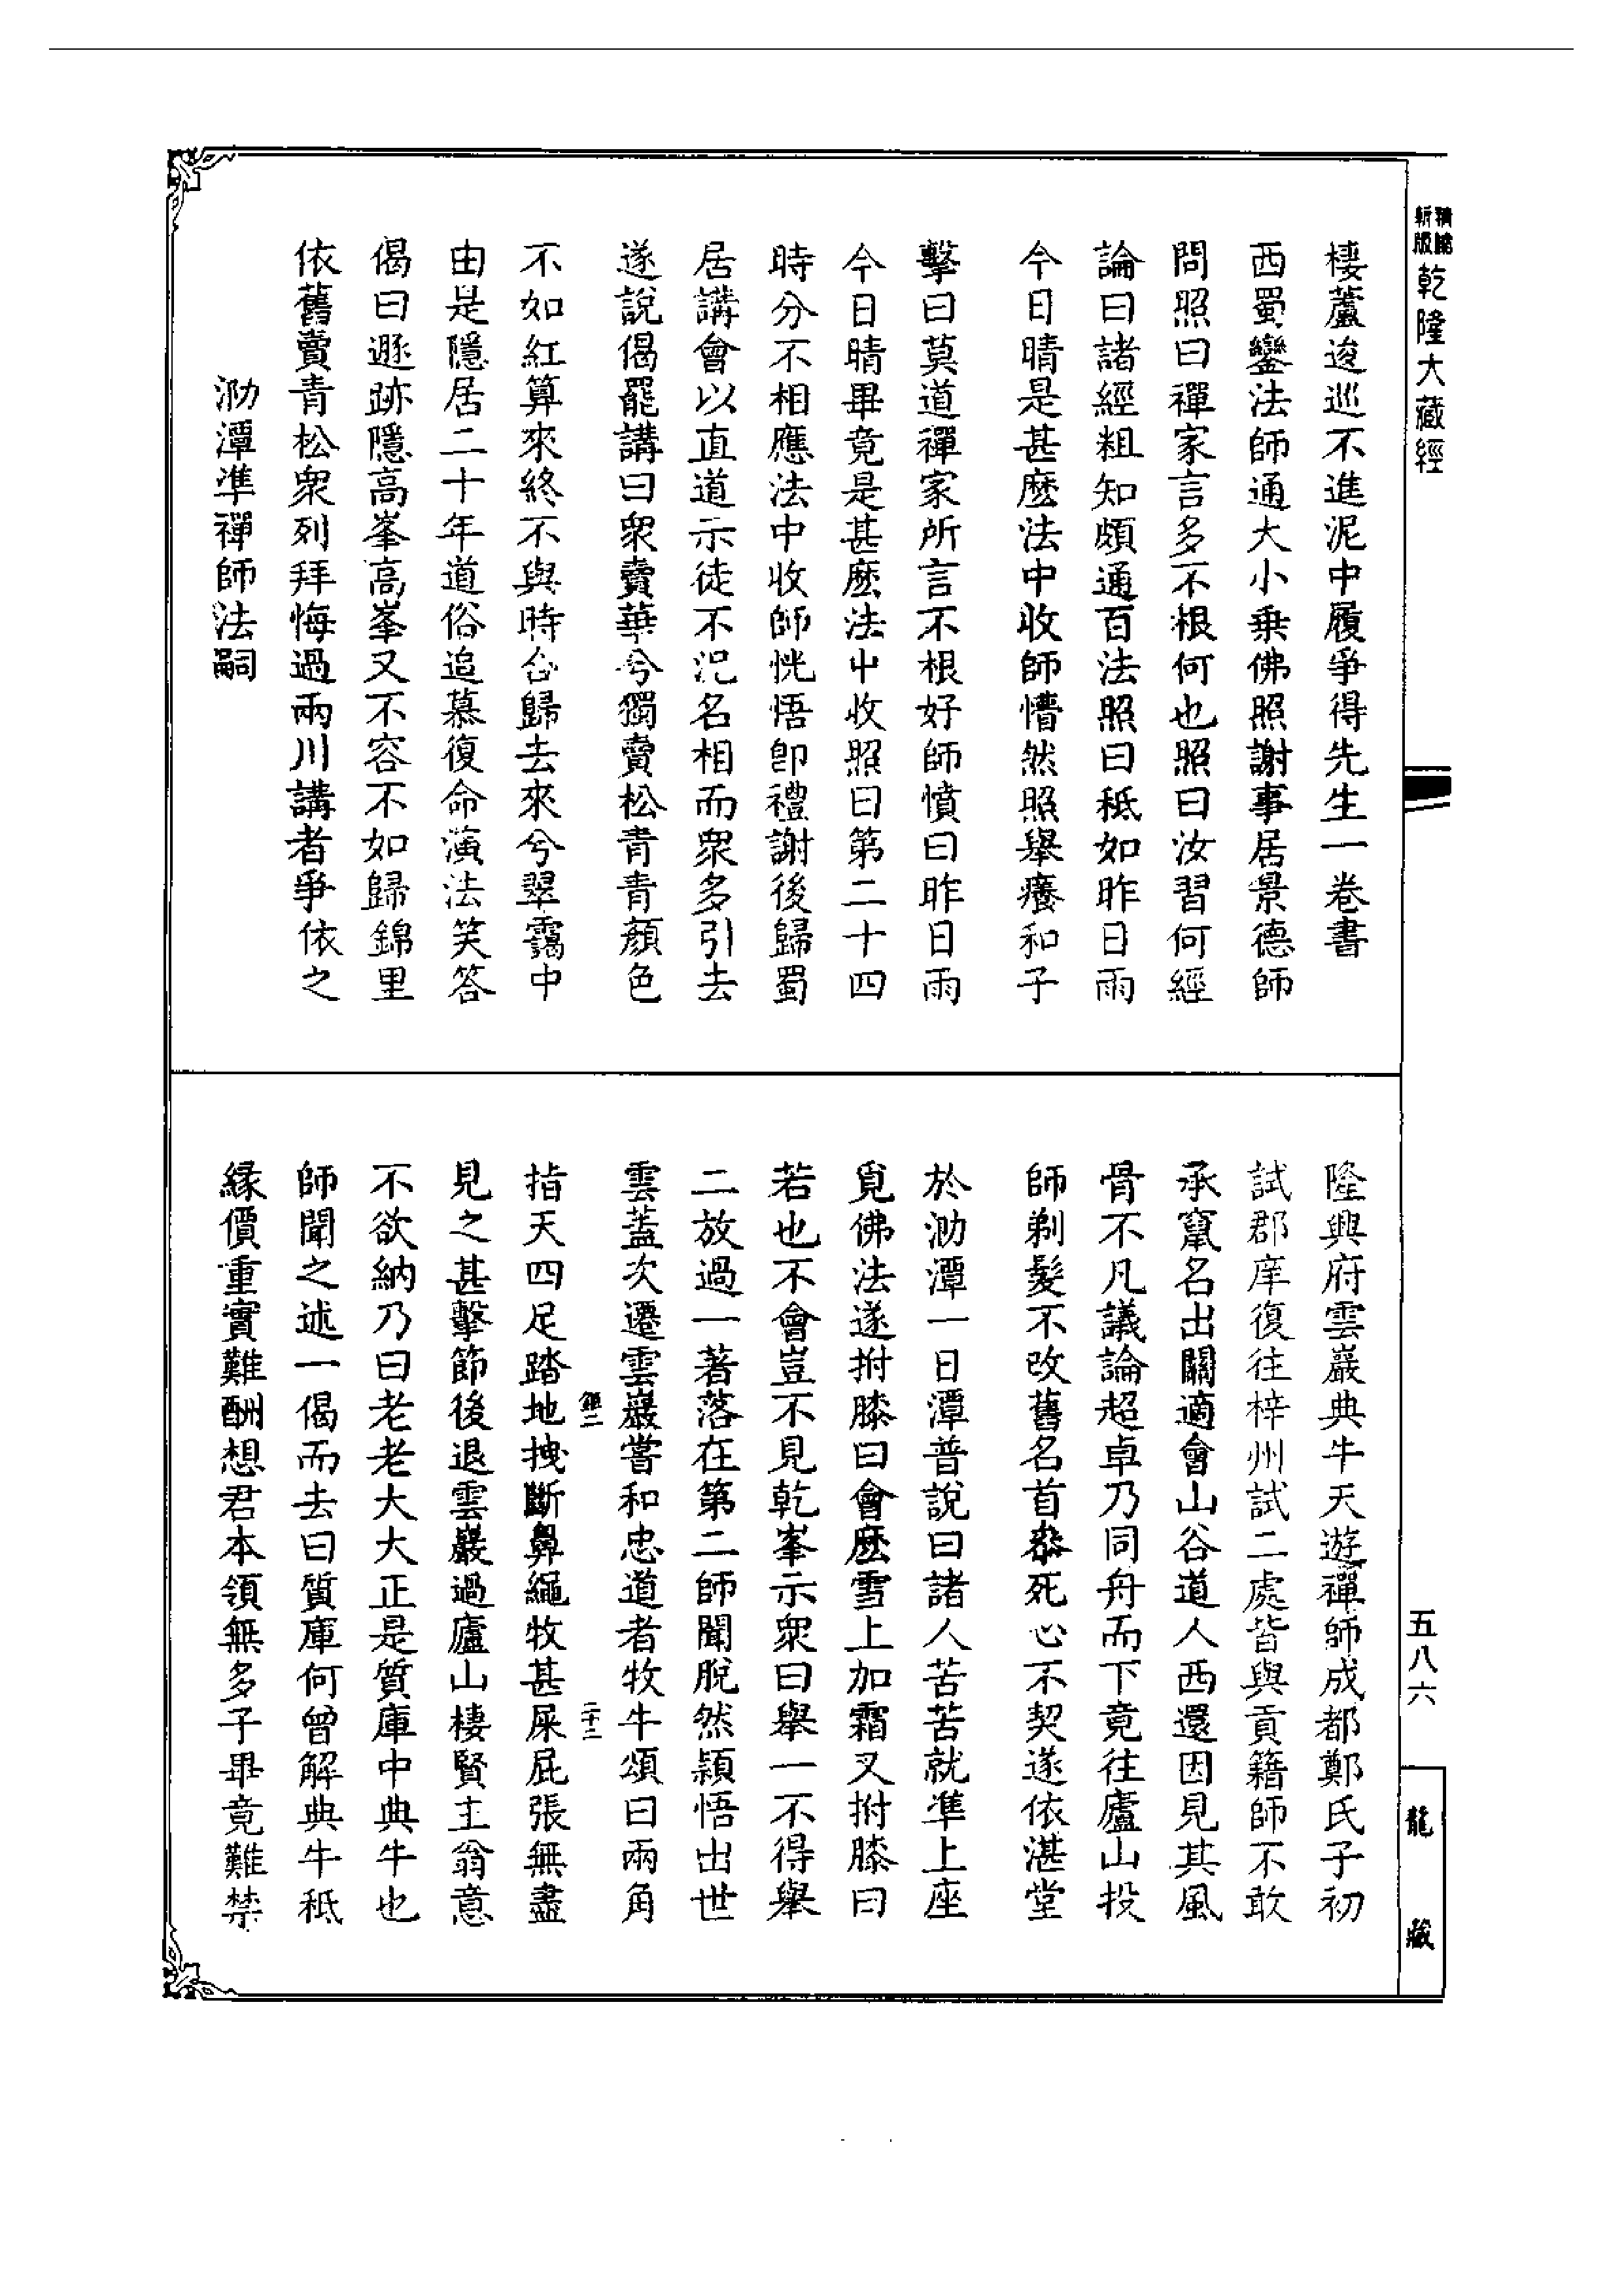 新版精縮乾隆大藏經
棲蘆逡巡不進泥中履爭得先生一卷書
西蜀鑾法師通大小乗佛照謝事居景德師
問照曰禪家言多不根何也照曰汝習何經
論曰諸經粗知頗通百法照曰秖如昨日雨
今日晴是甚麽法中收師懵然照舉癢和子
擊曰莫道禪家所言不根好師憤曰昨日雨
今日晴畢竟是甚麽法中收照曰第二十四
時分不相應法中收師恍悟卽禮謝後歸蜀
居講會以直道示徒不泥名相而衆多引去
遂說偈罷講曰衆賣華兮獨賣松青青顏色
不如紅算來終不與時合歸去來兮翠靄中
由是隱居二十年道俗追慕復命演法笑答
偈曰遯跡隱高峯高峯又不容不如歸錦里
依舊賣青松衆列拜悔過兩川講者爭依之
泐潭準禪師法嗣
隆興府雲巖典牛天遊禪師成都鄭氏子初
試郡庠復往梓州試二處皆與貢籍師不敢
承竄名出關適會山谷道人西還因見其風
骨不凡議論超卓乃同舟而下竟往廬山投
師剃髮不改舊名首叅死心不契遂依湛堂
於泐潭一日潭普說曰諸人苦苦就準上座
覓佛法遂拊膝曰會麽雪上加霜又拊膝曰
若也不會豈不見乾峯示衆曰舉一不得舉
二放過一著落在第二師聞脫然穎悟出世
雲葢次遷雲巖嘗和忠道者牧牛頌曰兩角
指天四足踏地拽斷鼻繩牧甚屎屁張無盡
見之甚擊節後退雲巖過廬山棲賢主翁意
不欲納乃曰老老大大正是質庫中典牛也
師聞之述一偈而去曰質庫何曾解典牛秖
緣價重實難酬想君本領無多子畢竟難禁
二十二
五八六
龍藏